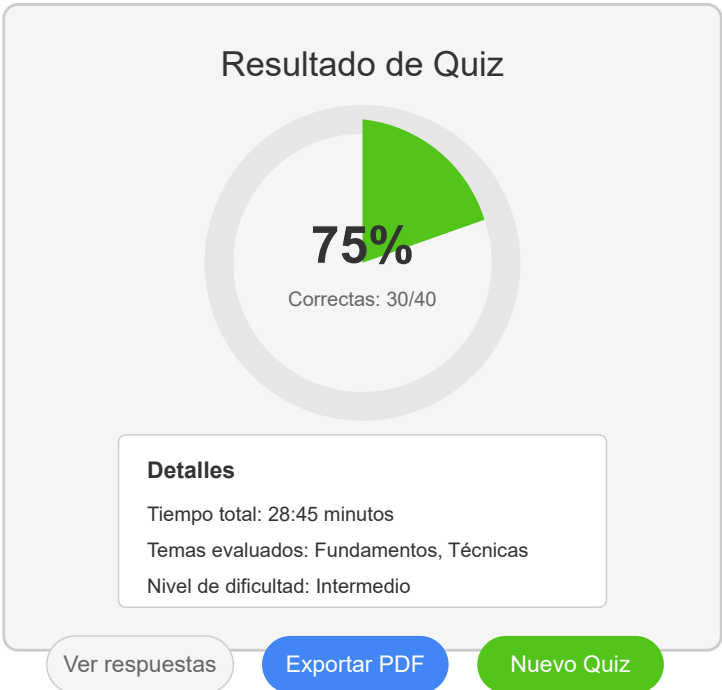 Resultado de Quiz
75%
Correctas: 30/40
Detalles
Tiempo total: 28:45 minutos
Temas evaluados: Fundamentos, Técnicas
Nivel de dificultad: Intermedio
Ver respuestas
Exportar PDF
Nuevo Quiz